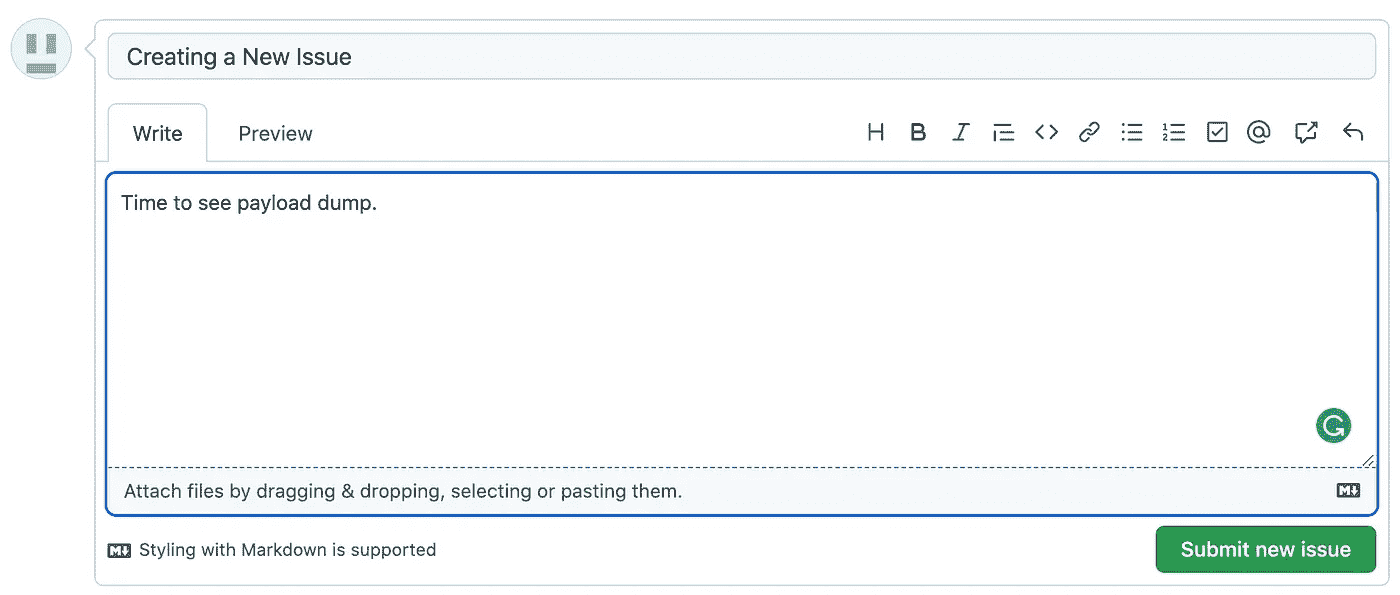 Creating a New Issue
Write Preview
Time to see payload dump.
Attach files by dragging & dropping, selecting or pasting them.
Styling with Markdown is supported
Submit new issue